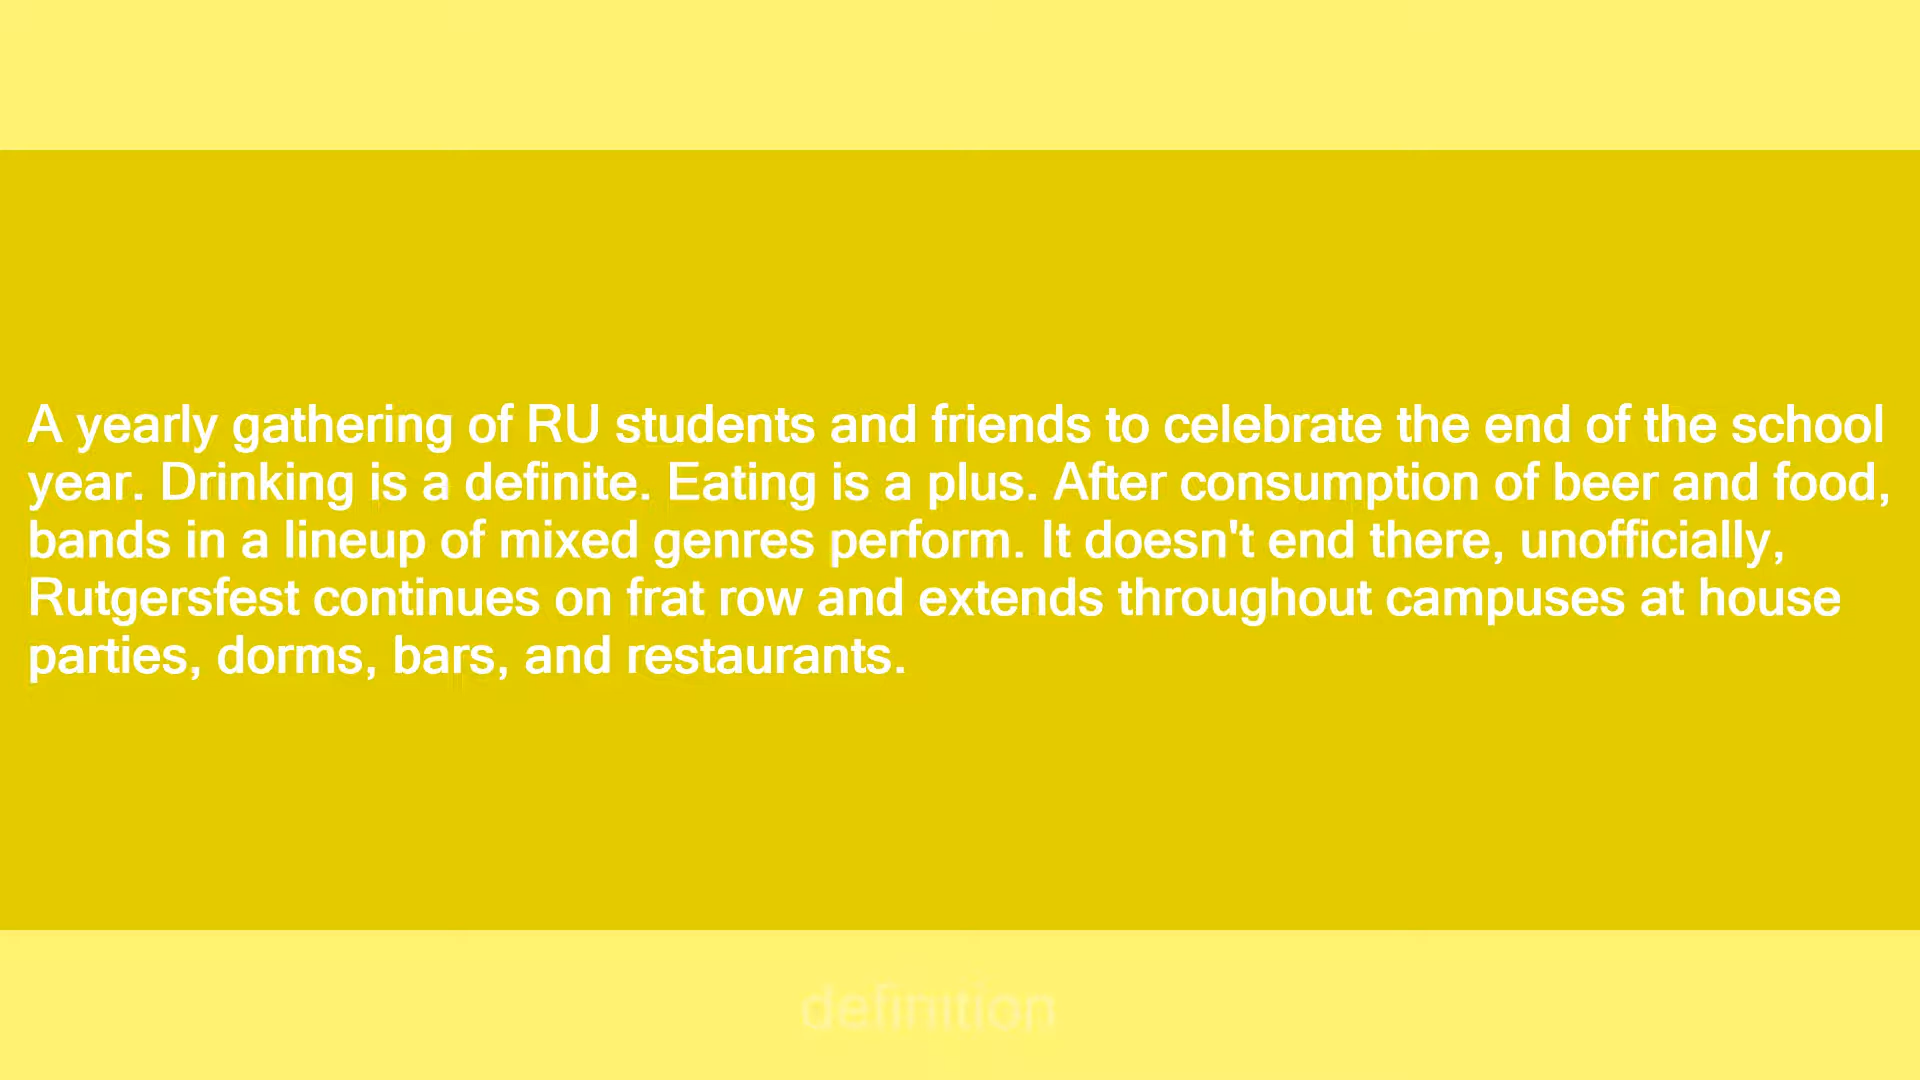 A yearly gathering of RU students and friends to celebrate the end of the school
year. Drinking is a definite. Eating is a plus. After consumption of beer and food,
bands in a lineup of mixed genres perform. It doesn't end there, unofficially,
Rutgersfest continues on frat row and extends throughout campuses at house
parties, dorms, bars, and restaurants.
definition